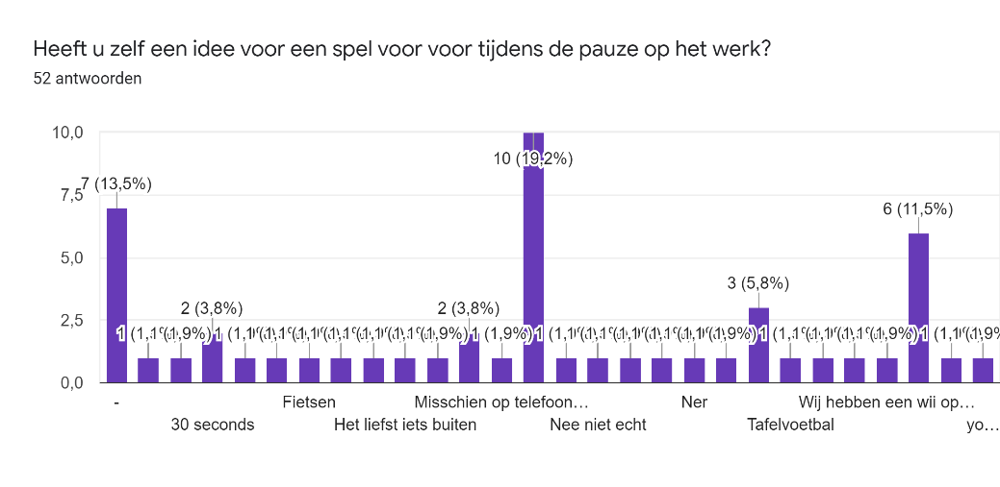 Heeft u zelf een idee voor een spel voor voor tijdens de pauze op het werk?
52 antwoorden
10,0
7,5
5,0
2,5
0,0
7 (13,5%)
2 (3,8%)
2 (3,8%)
10 (19,2%)
3 (5,8%)
6 (11,5%)
-
Fietsen
Misschien op telefoon…
Ner
Wij hebben een wii op…
30 seconds
Het liefst iets buiten
Nee niet echt
Tafelvoetbal
yo…